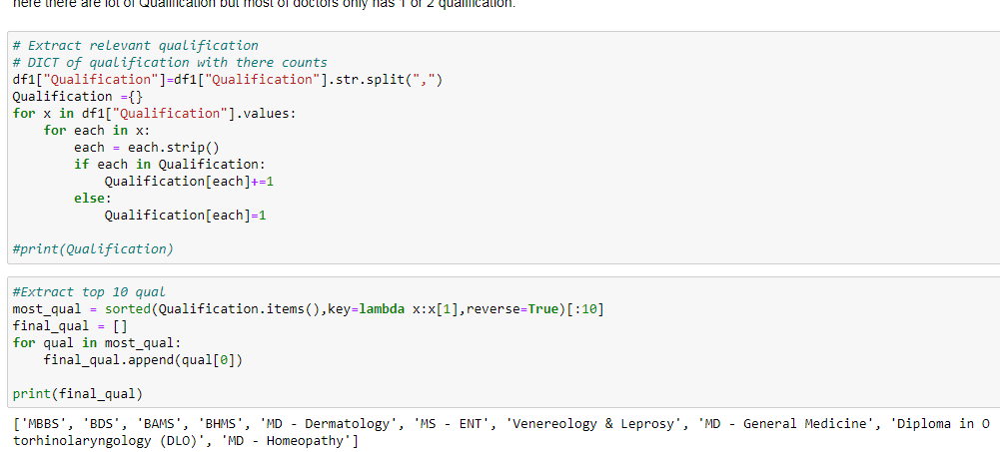 here there are lot of Qualification but most of doctors only has 1 or 2 qualification.
# Extract relevant qualification
# DICT of qualification with there counts
df1["Qualification"]=df1["Qualification"].str.split(",")
Qualification ={}
for x in df1["Qualification"].values:
    for each in x:
        each = each.strip()
        if each in Qualification:
            Qualification[each]+=1
        else:
            Qualification[each]=1
#print(Qualification)
#Extract top 10 qual
most_qual = sorted(Qualification.items(),key=lambda x:x[1],reverse=True)[:10]
final_qual = []
for qual in most_qual:
    final_qual.append(qual[0])
print(final_qual)
['MBBS', 'BDS', 'BAMS', 'BHMS', 'MD - Dermatology', 'MS - ENT', 'Venereology & Leprosy', 'MD - General Medicine', 'Diploma in O
torhinolaryngology (DLO)', 'MD - Homeopathy']